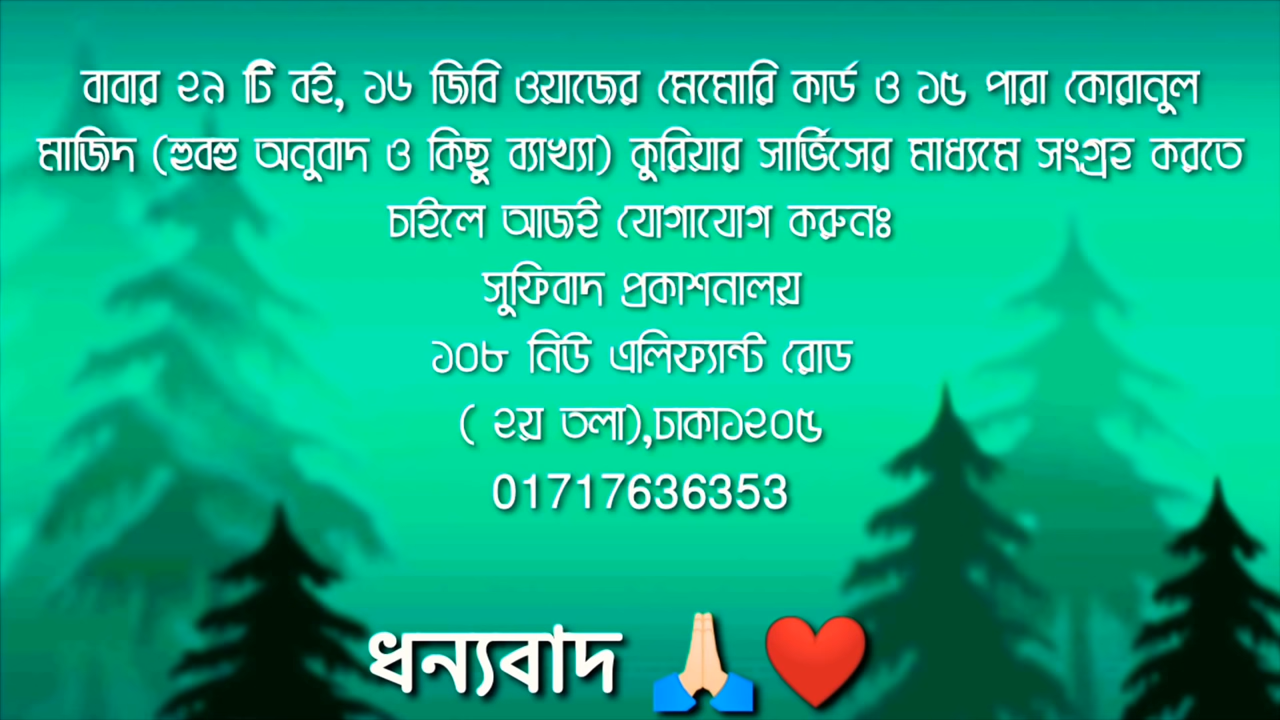 বাবার ২৯ টি বই, ১৬ জিবি ওয়াজের মেমোরি কার্ড ও ১৫ পারা কোরানুল
মাজিদ (হুবহু অনুবাদ ও কিছু ব্যাখ্যা) কুরিয়ার সার্ভিসের মাধ্যমে সংগ্রহ করতে
চাইলে আজই যোগাযোগ করুনঃ
সুফিবাদ প্রকাশনালয়
১০৮ নিউ এলিফ্যান্ট রোড
( ২য় তলা),ঢাকা১২০৫
01717636353
ধন্যবাদ 🙏🏻❤️